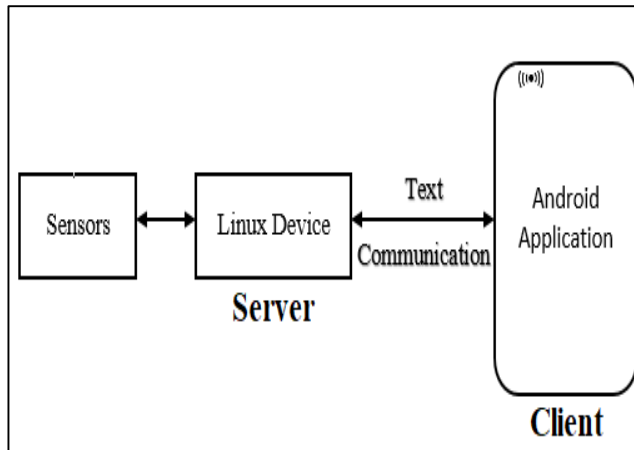 Sensors
Linux Device
Server
Text
Communication
Android
Application
Client